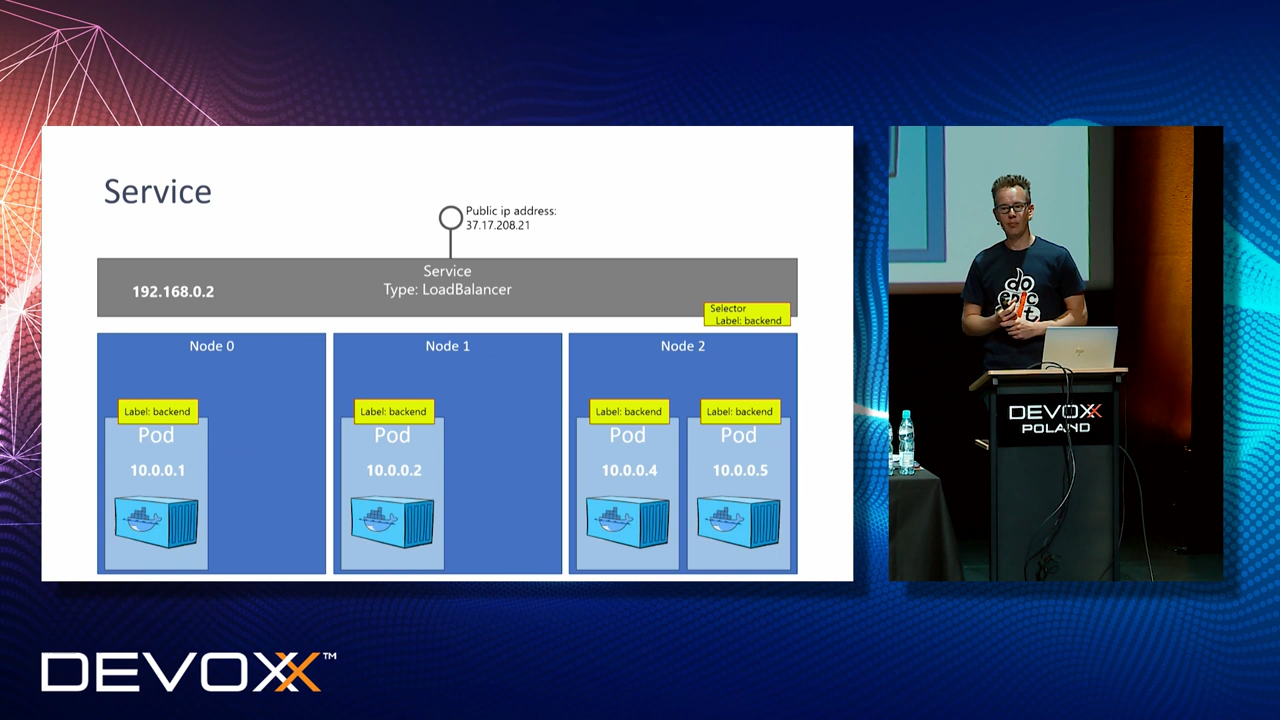 Service
Public ip address:
37.17.208.21
Service
Type: LoadBalancer
192.168.0.2
Selector
Label: backend
Node 0
Node 1
Node 2
Label: backend
Label: backend
Label: backend
Label: backend
Pod
Pod
Pod
Pod
10.0.0.1
10.0.0.2
10.0.0.4
10.0.0.5
DEVOXX
POLAND
DEVOXX™